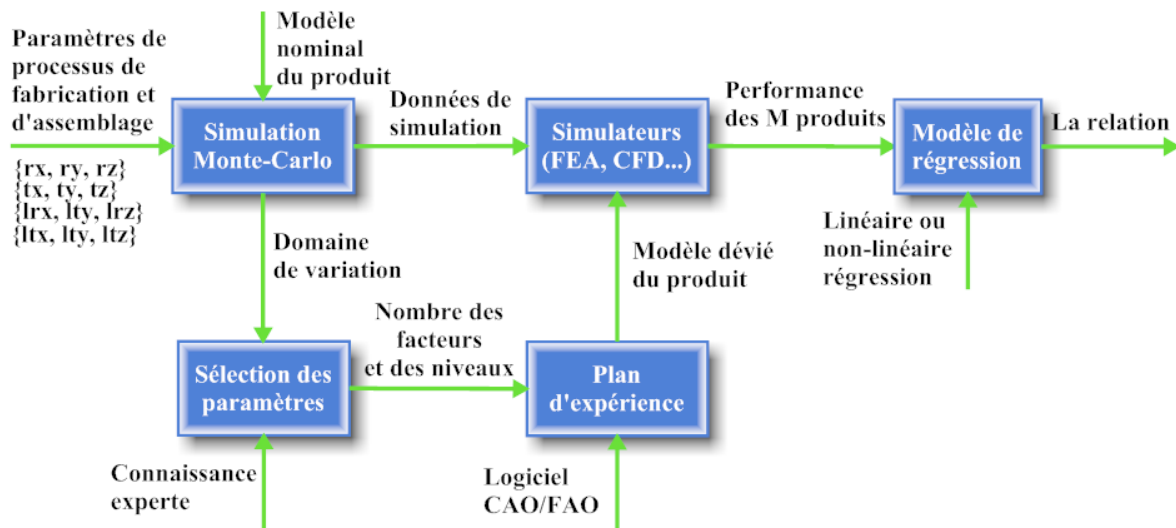 Paramètres de
processus de
fabrication et
d'assemblage
{rx, ry, rz}
{tx, ty, tz}
{lrx, lty, lrz}
{ltx, lty, ltz}
Modèle
nominal
du produit
Simulation
Monte-Carlo
Données de
simulation
Simulateurs
(FEA, CFD...)
Performance
des M produits
Modèle de
régression
La relation
Linéaire ou
non-linéaire
régression
Domaine
de variation
Modèle dévié
du produit
Sélection des
paramètres
Nombre des
facteurs
et des niveaux
Plan
d'expérience
Connaissance
experte
Logiciel
CAO/FAO